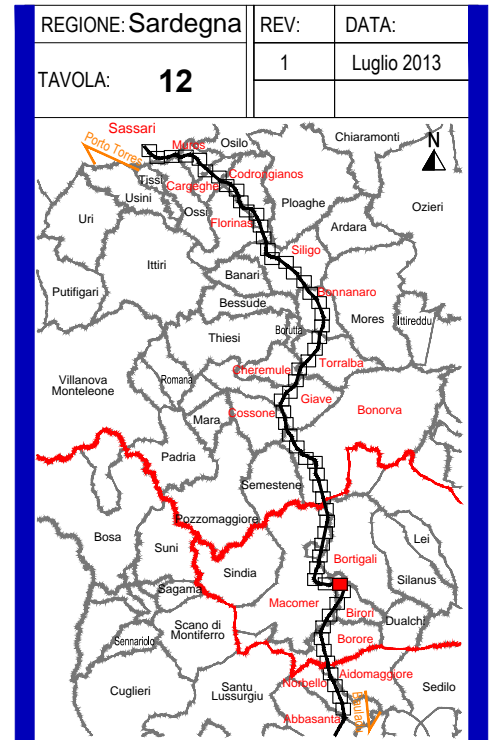 REGIONE: Sardegna
REV:
DATA:
TAVOLA: 12
1
Luglio 2013
Sassari
Porto Torres
Muros
Osilo
Chiaramonti
N
Tissi
Cargeghe
Codrongianos
Usini
Ossi
Ploaghe
Ozieri
Uri
Florinas
Ardara
Siligo
Ittiri
Banari
Putifigari
Bonnanaro
Bessude
Mores
Ittireddu
Thiesi
Borutta
Torralba
Cheremule
Villanova
Monteleone
Romana
Giave
Cossone
Bonorva
Mara
Padria
Semestene
Pozzomaggiore
Bosa
Suni
Lei
Bortigali
Sindia
Silanus
Sagama
Macomer
Birori
Dualchi
Scano di
Montiferro
Sennariolo
Borore
Aidomaggiore
Norbello
Cuglieri
Santu
Lussurgiu
Sedilo
Abbasanta